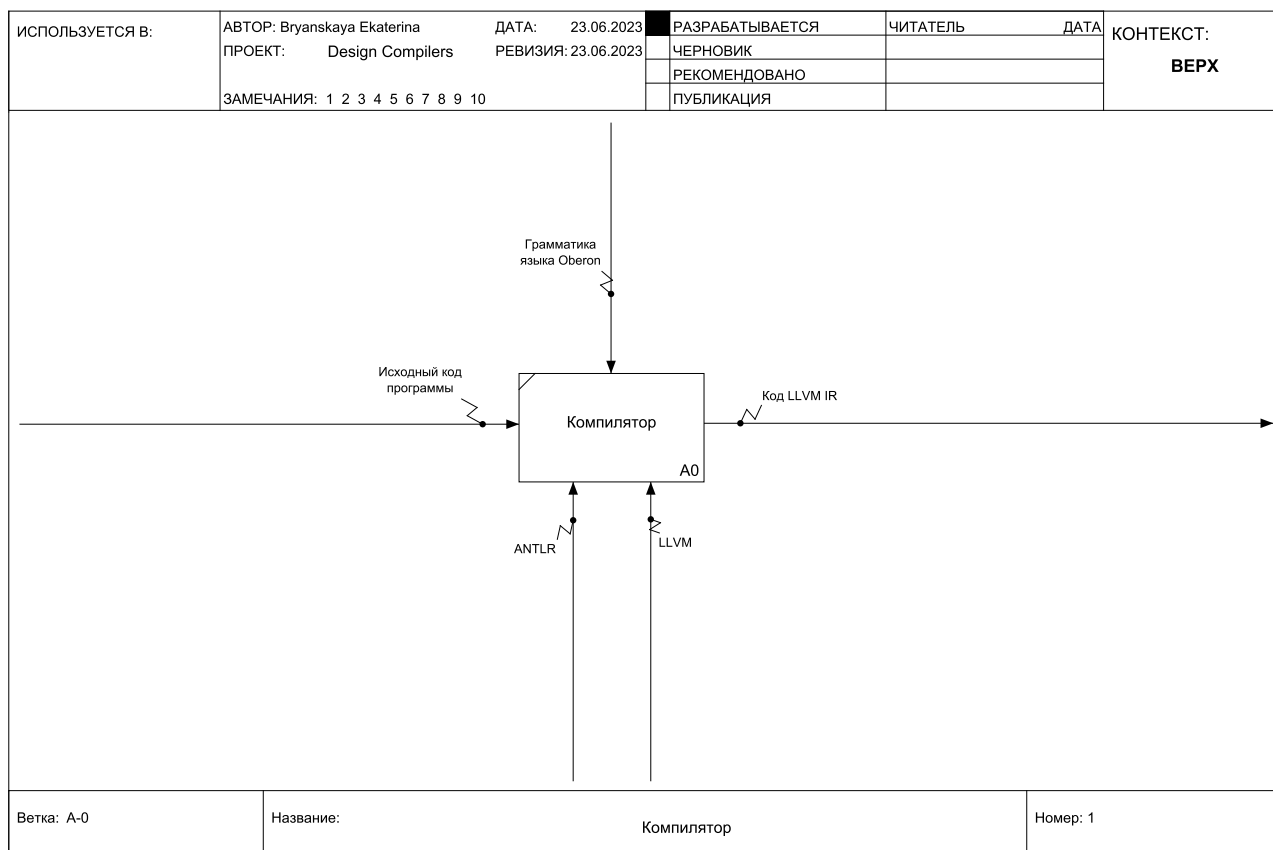 ИСПОЛЬЗУЕТСЯ В:
АВТОР: Bryanskaya Ekaterina ДАТА: 23.06.2023
ПРОЕКТ: Design Compilers РЕВИЗИЯ: 23.06.2023
ЗАМЕЧАНИЯ: 1 2 3 4 5 6 7 8 9 10
РАЗРАБАТЫВАЕТСЯ
ЧЕРНОВИК
РЕКОМЕНДОВАНО
ПУБЛИКАЦИЯ
ЧИТАТЕЛЬ ДАТА
КОНТЕКСТ:
ВЕРХ
Грамматика
языка Oberon
Исходный код
программы
Код LLVM IR
Компилятор
A0
ANTLR
LLVM
Ветка: A-0
Название:
Компилятор
Номер: 1